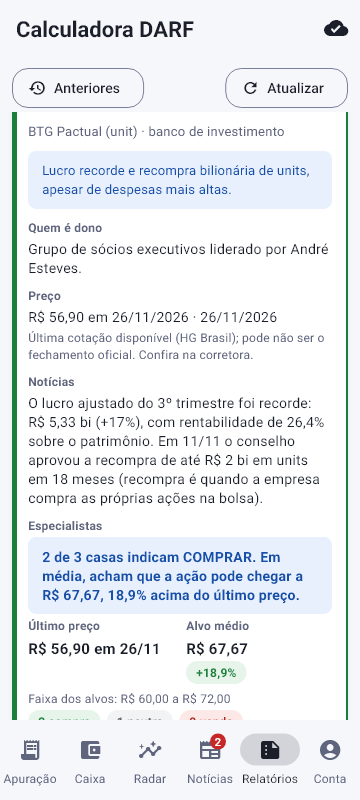 Calculadora DARF
Anteriores
Atualizar
BTG Pactual (unit) · banco de investimento
Lucro recorde e recompra bilionária de units,
apesar de despesas mais altas.
Quem é dono
Grupo de sócios executivos liderado por André
Esteves.
Preço
R$ 56,90 em 26/11/2026 · 26/11/2026
Última cotação disponível (HG Brasil); pode não ser o
fechamento oficial. Confira na corretora.
Notícias
O lucro ajustado do 3º trimestre foi recorde:
R$ 5,33 bi (+17%), com rentabilidade de 26,4%
sobre o patrimônio. Em 11/11 o conselho
aprovou a recompra de até R$ 2 bi em units
em 18 meses (recompra é quando a empresa
compra as próprias ações na bolsa).
Especialistas
2 de 3 casas indicam COMPRAR. Em
média, acham que a ação pode chegar a
R$ 67,67, 18,9% acima do último preço.
Último preço
Alvo médio
R$ 56,90 em 26/11
R$ 67,67
+18,9%
Faixa dos alvos: R$ 60,00 a R$ 72,00
2
Apuração
Caixa
Radar
Notícias
Relatórios
Conta